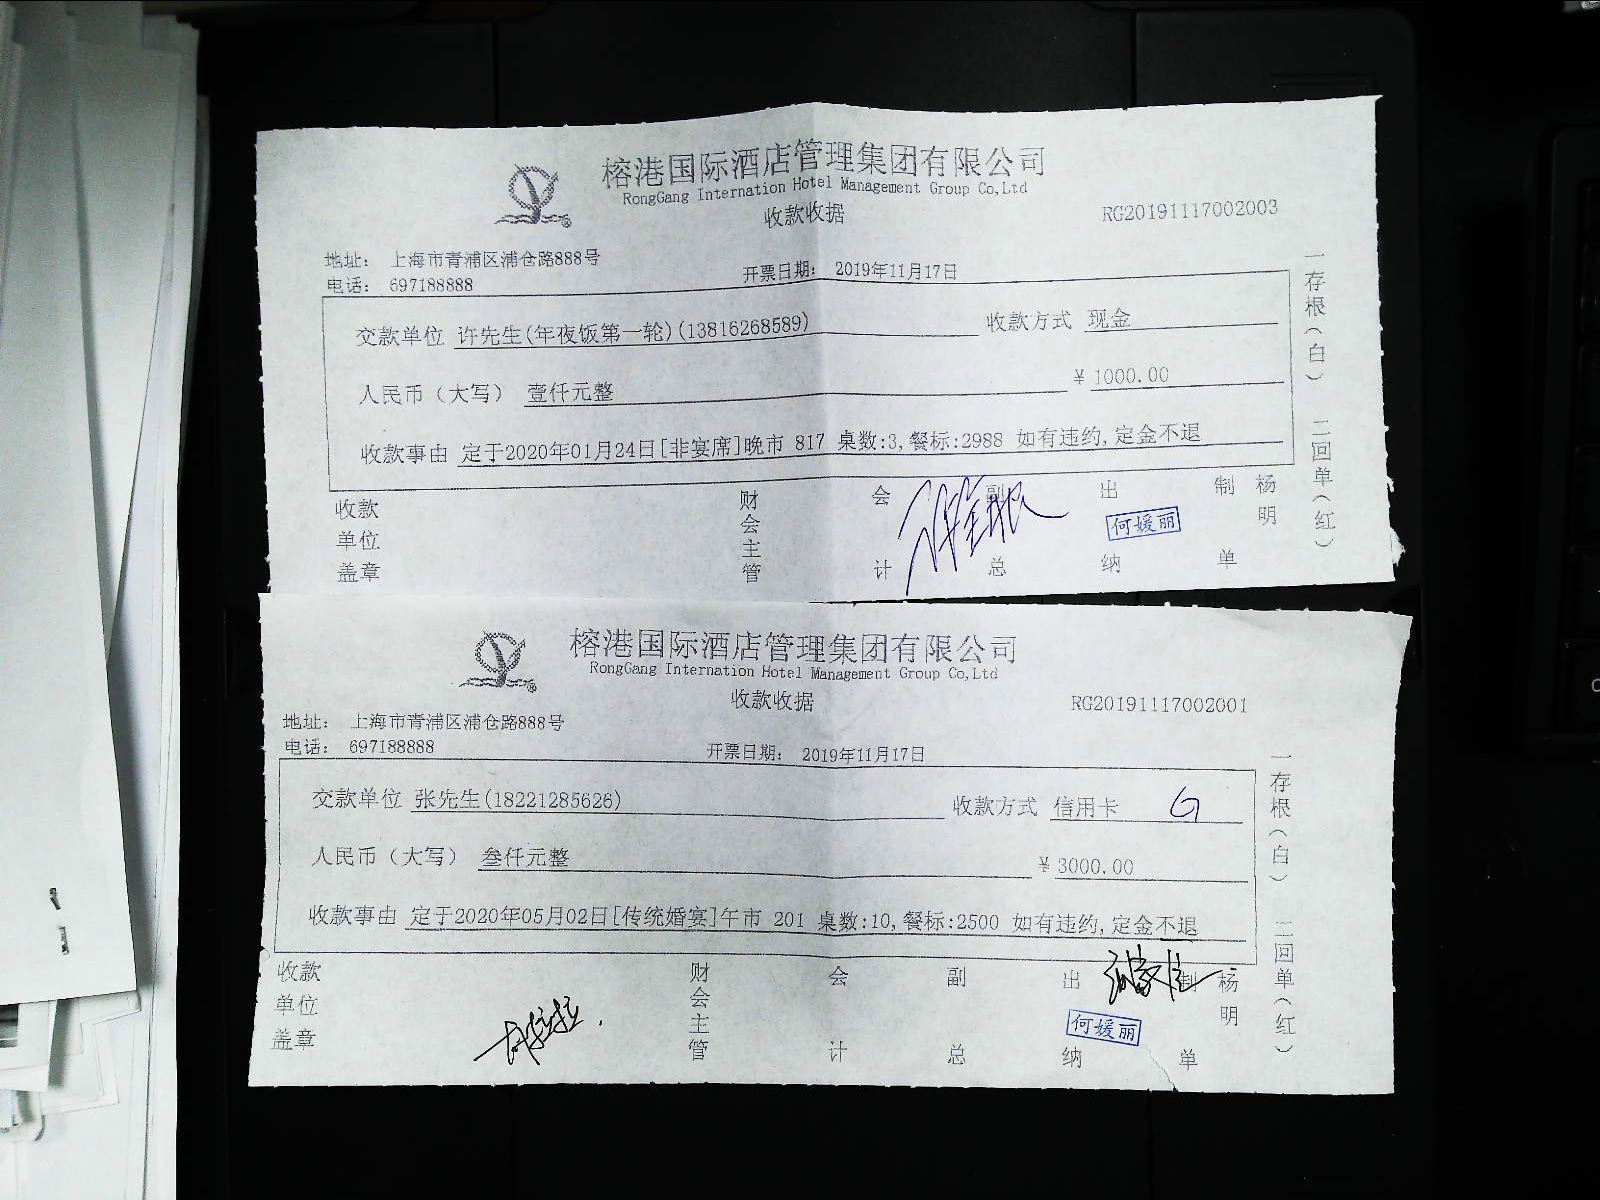 榕港国际酒店管理集团有限公司
RongGang Internation Hotel Management Group Co,Ltd
收款收据
RG20191117002003
地址： 上海市青浦区浦仓路888号
电话： 697188888
开票日期： 2019年11月17日
交款单位 许先生(年夜饭第一轮)(13816268589) 收款方式 现金
人民币（大写） 壹仟元整 ¥ 1000.00
收款事由 定于2020年01月24日[非宴席]晚市 817 桌数:3,餐标:2988 如有违约,定金不退
收款单位盖章 财会主管 会计 副总 出纳 何媛丽 制单 杨明
一存根（白） 二回单（红）
榕港国际酒店管理集团有限公司
RongGang Internation Hotel Management Group Co,Ltd
收款收据
RG20191117002001
地址： 上海市青浦区浦仓路888号
电话： 697188888
开票日期： 2019年11月17日
交款单位 张先生(18221285626) 收款方式 信用卡 G
人民币（大写） 叁仟元整 ¥ 3000.00
收款事由 定于2020年05月02日[传统婚宴]午市 201 桌数:10,餐标:2500 如有违约,定金不退
收款单位盖章 财会主管 会计 副总 出纳 何媛丽 制单 杨明
一存根（白） 二回单（红）